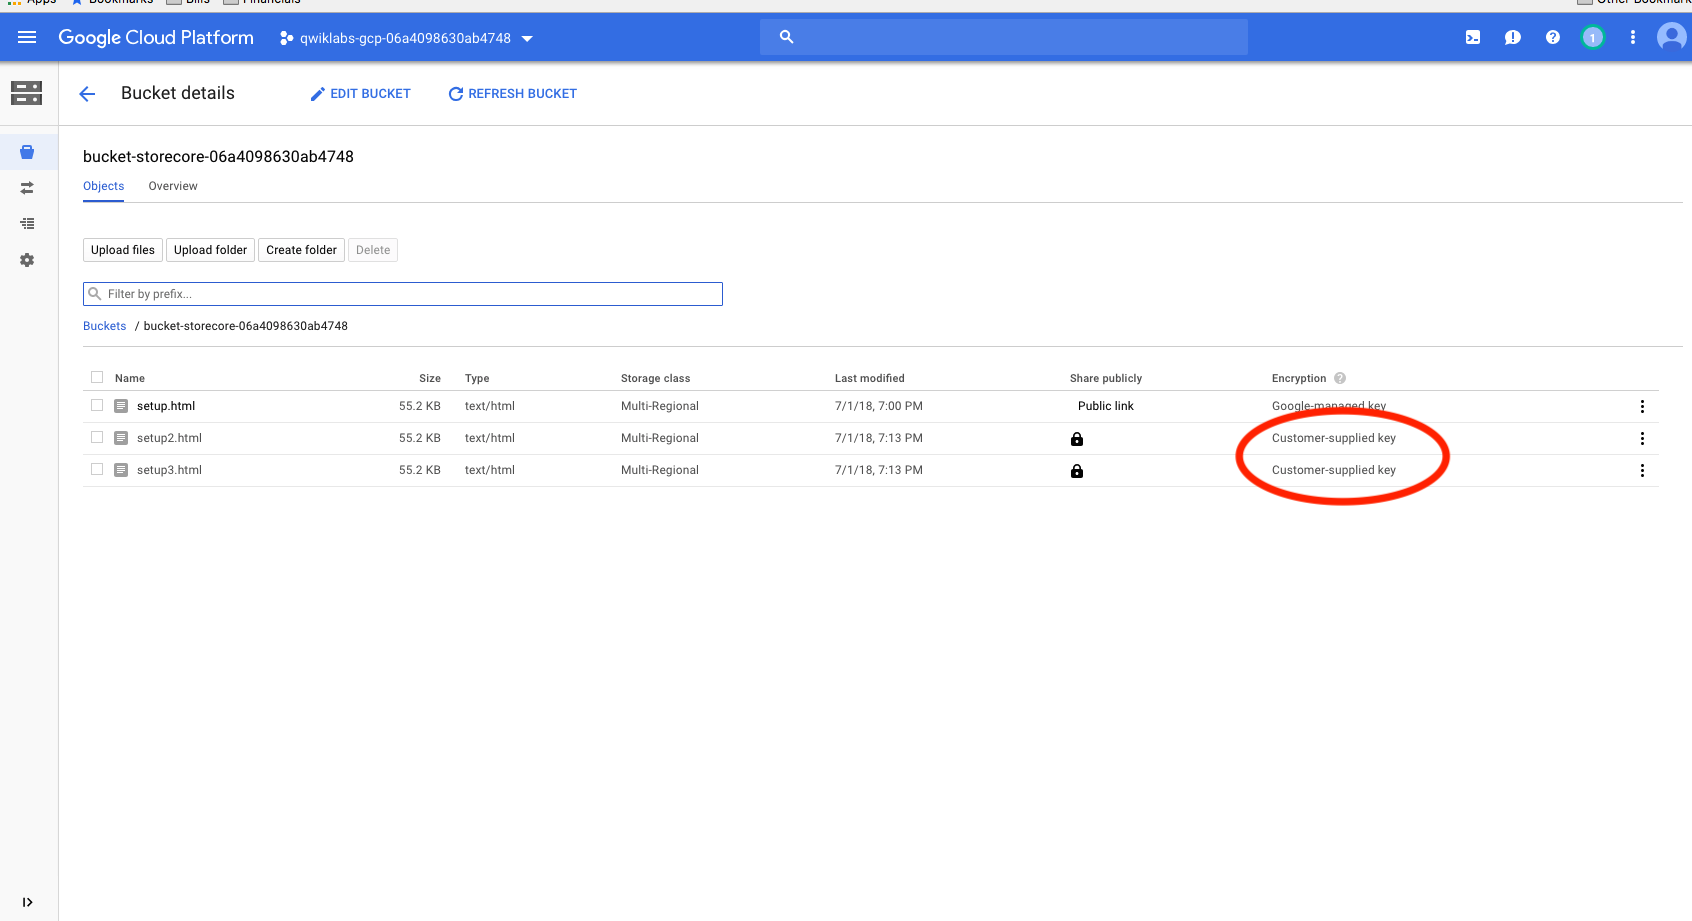 Apps Bookmarks Bills Financials Other Bookmark
Google Cloud Platform qwiklabs-gcp-06a4098630ab4748 1
Bucket details EDIT BUCKET REFRESH BUCKET
bucket-storecore-06a4098630ab4748
Objects Overview
Upload files Upload folder Create folder Delete
Filter by prefix...
Buckets / bucket-storecore-06a4098630ab4748
Name Size Type Storage class Last modified Share publicly Encryption ?
setup.html 55.2 KB text/html Multi-Regional 7/1/18, 7:00 PM Public link Google-managed key
setup2.html 55.2 KB text/html Multi-Regional 7/1/18, 7:13 PM Customer-supplied key
setup3.html 55.2 KB text/html Multi-Regional 7/1/18, 7:13 PM Customer-supplied key